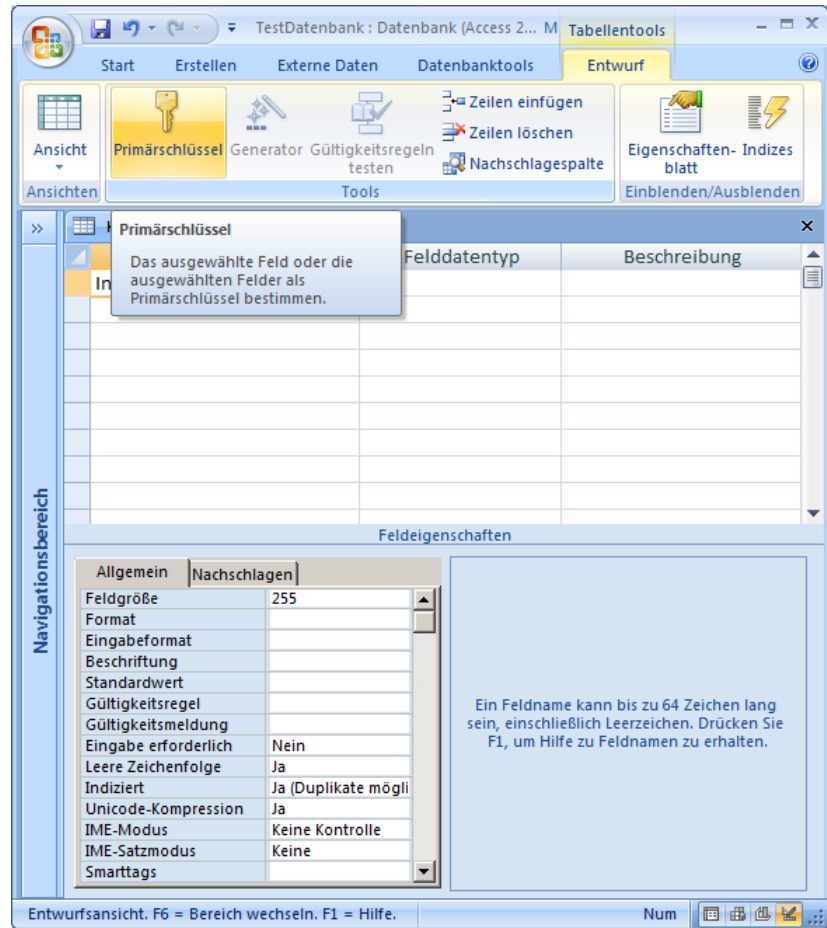 TestDatenbank : Datenbank (Access 2... M
Tabellentools
Start Erstellen Externe Daten Datenbanktools Entwurf
Ansicht
Primärschlüssel
Generator
Gültigkeitsregeln
testen
Zeilen einfügen
Zeilen löschen
Nachschlagespalte
Eigenschaften-
blatt
Indizes
Ansichten
Tools
Einblenden/Ausblenden
Primärschlüssel
Das ausgewählte Feld oder die
ausgewählten Felder als
Primärschlüssel bestimmen.
Felddatentyp
Beschreibung
In
Navigationsbereich
Feldeigenschaften
Allgemein Nachschlagen
Feldgröße 255
Format
Eingabeformat
Beschriftung
Standardwert
Gültigkeitsregel
Gültigkeitsmeldung
Eingabe erforderlich Nein
Leere Zeichenfolge Ja
Indiziert Ja (Duplikate mögli
Unicode-Kompression Ja
IME-Modus Keine Kontrolle
IME-Satzmodus Keine
Smarttags
Ein Feldname kann bis zu 64 Zeichen lang
sein, einschließlich Leerzeichen. Drücken Sie
F1, um Hilfe zu Feldnamen zu erhalten.
Entwurfsansicht. F6 = Bereich wechseln. F1 = Hilfe.
Num